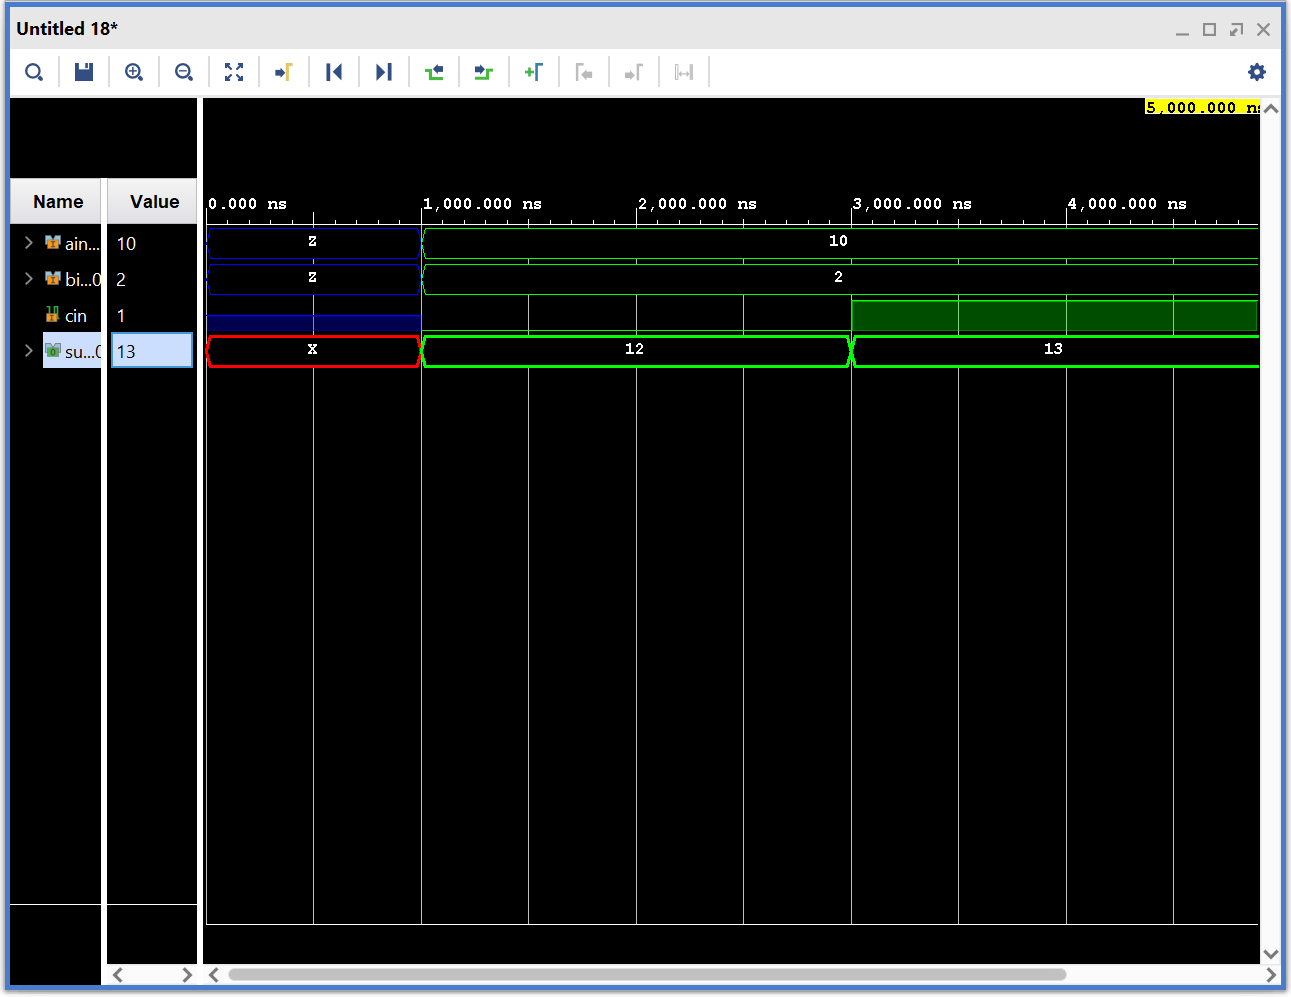 Untitled 18*
5,000.000 ns
Name Value
0.000 ns 1,000.000 ns 2,000.000 ns 3,000.000 ns 4,000.000 ns
ain... 10 Z 10
bi...0 2 Z 2
cin 1
su...0 13 X 12 13